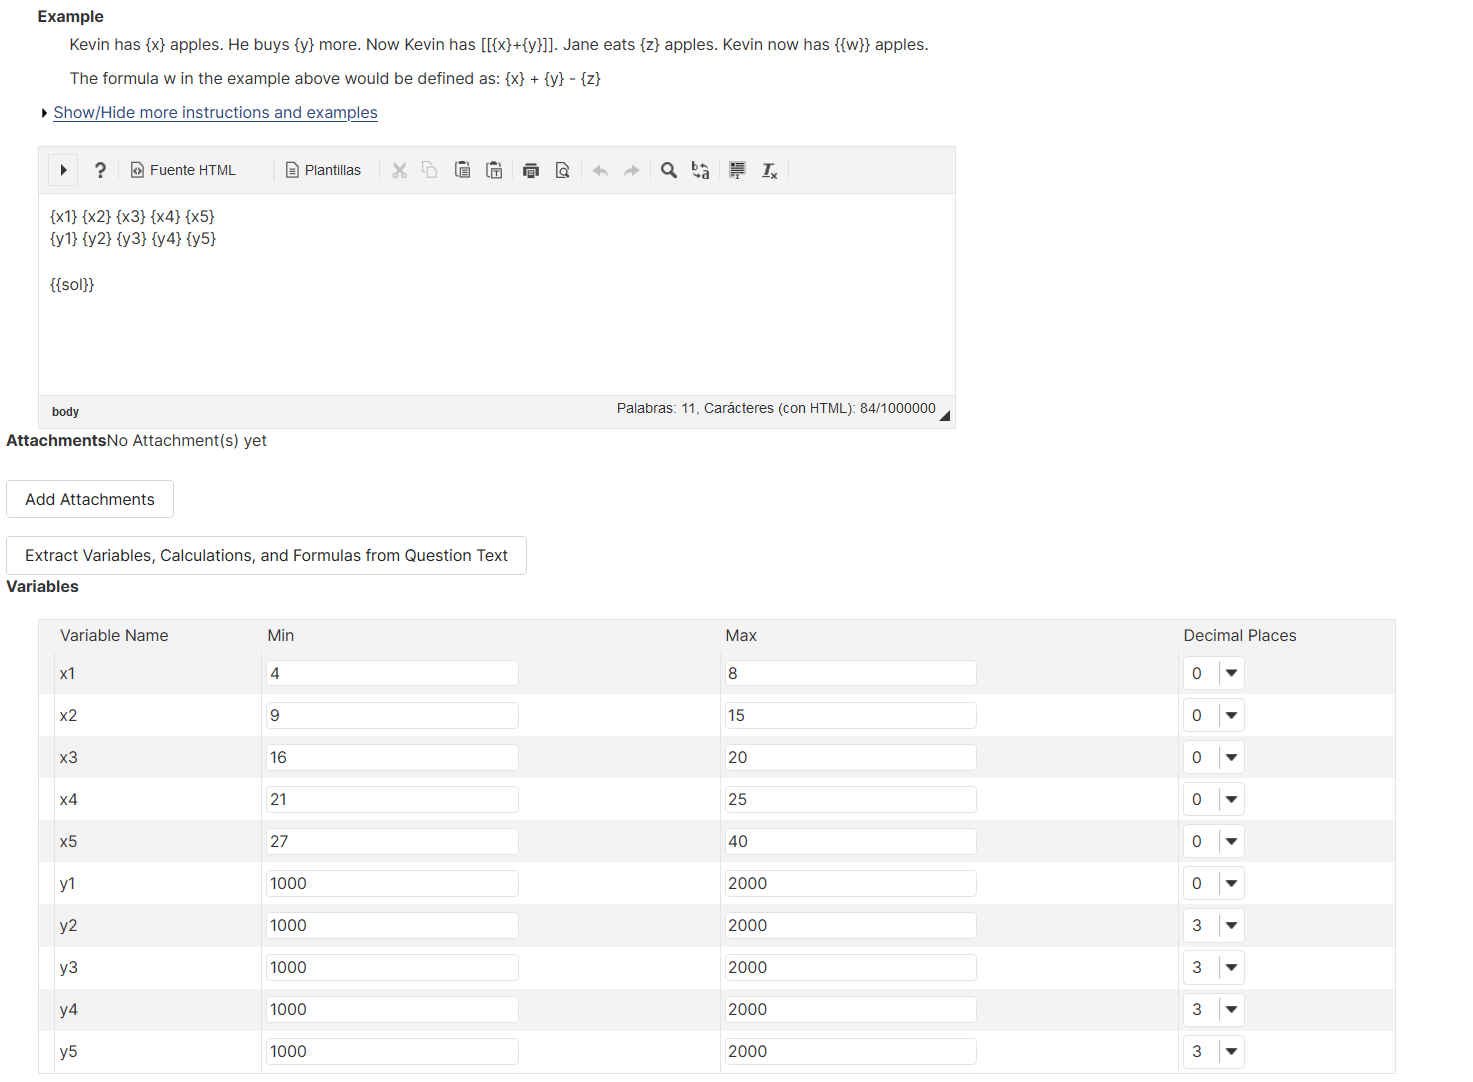 Example
Kevin has {x} apples. He buys {y} more. Now Kevin has [[{x}+{y}]]. Jane eats {z} apples. Kevin now has {{w}} apples.
The formula w in the example above would be defined as: {x} + {y} - {z}
Show/Hide more instructions and examples
? Fuente HTML Plantillas
{x1} {x2} {x3} {x4} {x5}
{y1} {y2} {y3} {y4} {y5}
{{sol}}
body Palabras: 11, Carácteres (con HTML): 84/1000000
AttachmentsNo Attachment(s) yet
Add Attachments
Extract Variables, Calculations, and Formulas from Question Text
Variables
Variable Name Min Max Decimal Places
x1 4 8 0
x2 9 15 0
x3 16 20 0
x4 21 25 0
x5 27 40 0
y1 1000 2000 0
y2 1000 2000 3
y3 1000 2000 3
y4 1000 2000 3
y5 1000 2000 3